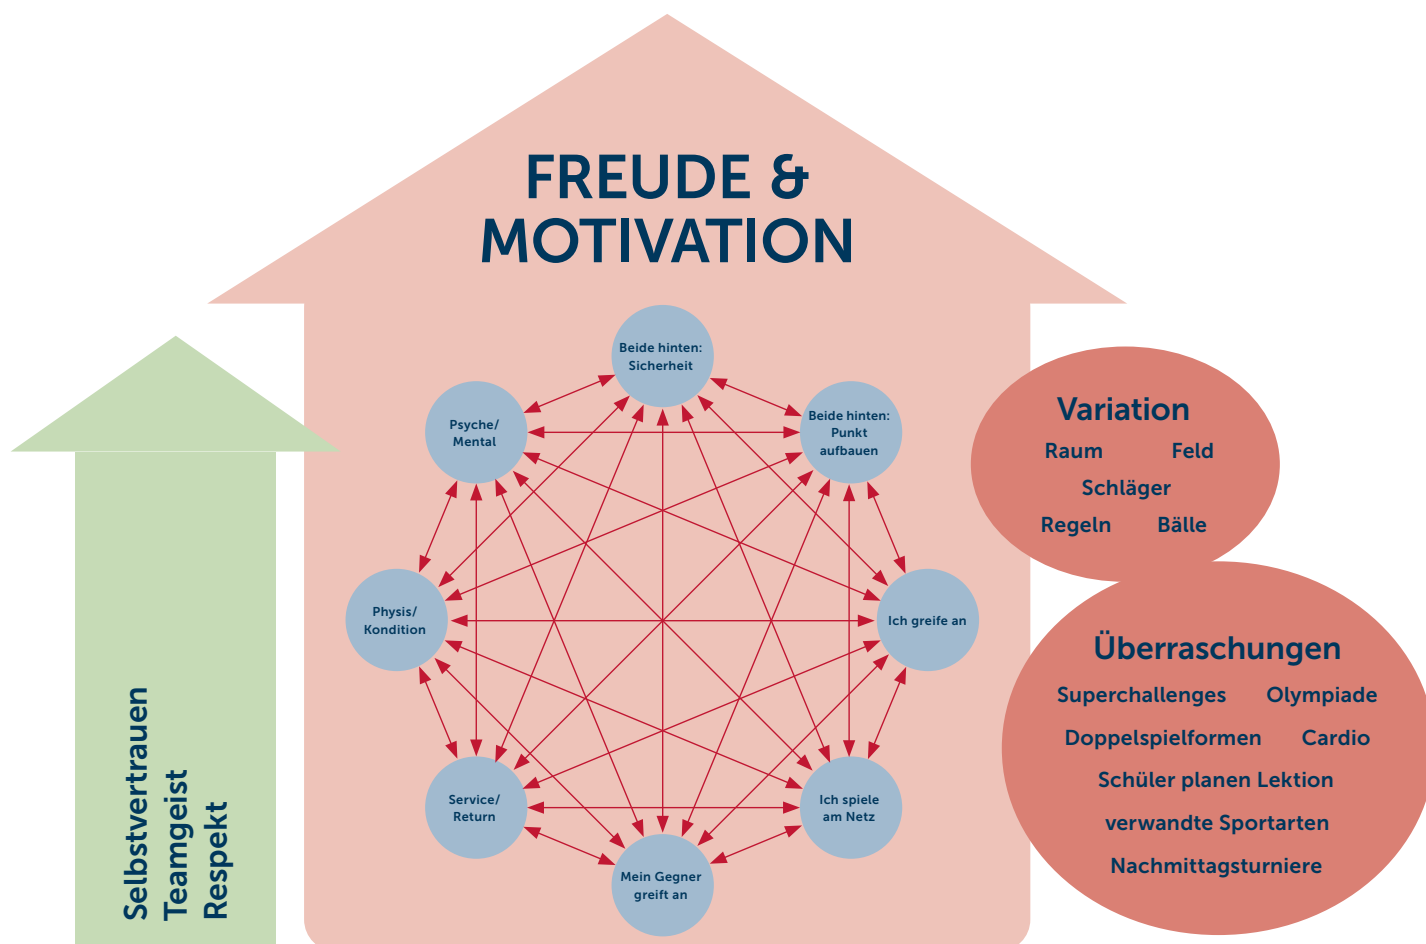 FREUDE &
MOTIVATION
Beide hinten:
Sicherheit
Beide hinten:
Punkt
aufbauen
Ich greife an
Ich spiele
am Netz
Mein Gegner
greift an
Service/
Return
Physis/
Kondition
Psyche/
Mental
Selbstvertrauen
Teamgeist
Respekt
Variation
Raum Feld
Schläger
Regeln Bälle
Überraschungen
Superchallenges Olympiade
Doppelspielformen Cardio
Schüler planen Lektion
verwandte Sportarten
Nachmittagsturniere